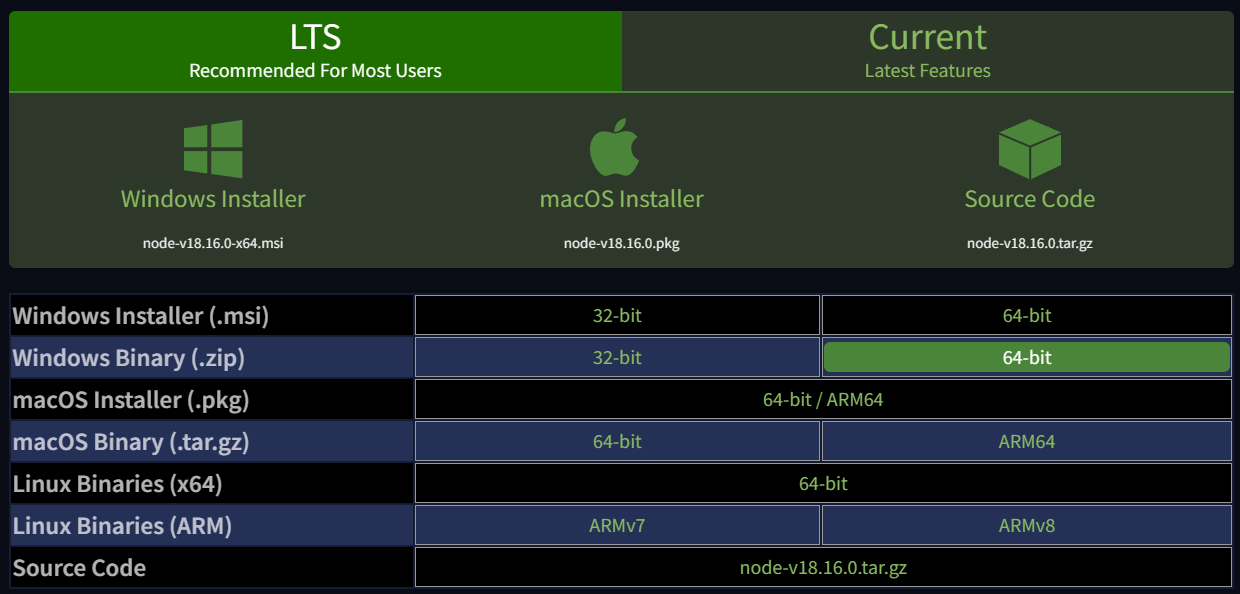 LTS
Recommended For Most Users
Current
Latest Features
Windows Installer
node-v18.16.0-x64.msi
macOS Installer
node-v18.16.0.pkg
Source Code
node-v18.16.0.tar.gz
Windows Installer (.msi) 32-bit 64-bit
Windows Binary (.zip) 32-bit 64-bit
macOS Installer (.pkg) 64-bit / ARM64
macOS Binary (.tar.gz) 64-bit ARM64
Linux Binaries (x64) 64-bit
Linux Binaries (ARM) ARMv7 ARMv8
Source Code node-v18.16.0.tar.gz